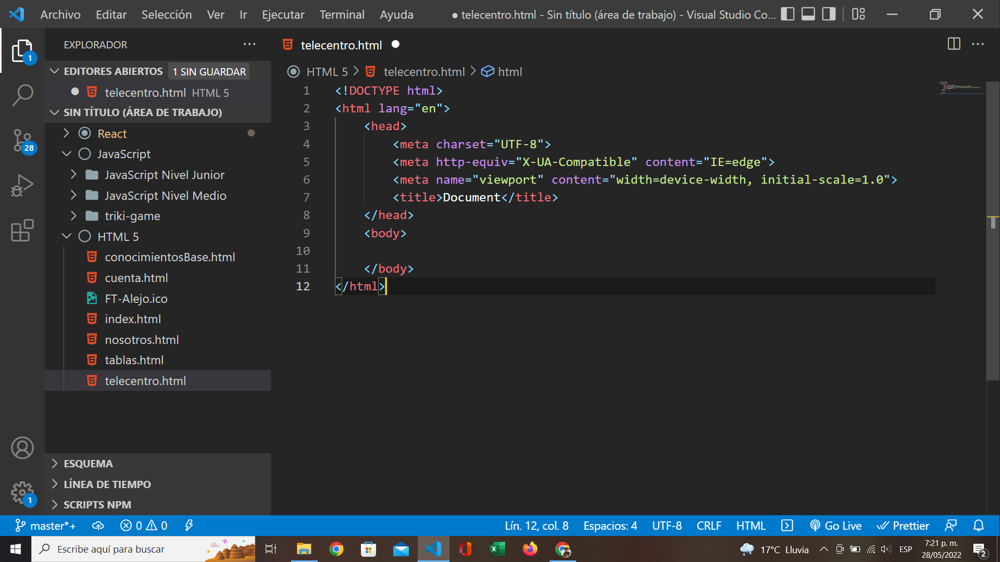 Archivo Editar Selección Ver Ir Ejecutar Terminal Ayuda ● telecentro.html - Sin título (área de trabajo) - Visual Studio Co...
EXPLORADOR
EDITORES ABIERTOS 1 SIN GUARDAR
telecentro.html HTML 5
SIN TÍTULO (ÁREA DE TRABAJO)
React
JavaScript
JavaScript Nivel Junior
JavaScript Nivel Medio
triki-game
HTML 5
conocimientosBase.html
cuenta.html
FT-Alejo.ico
index.html
nosotros.html
tablas.html
telecentro.html
ESQUEMA
LÍNEA DE TIEMPO
SCRIPTS NPM
1
28
1
telecentro.html
HTML 5 > telecentro.html > html
1 <!DOCTYPE html>
2 <html lang="en">
3 <head>
4 <meta charset="UTF-8">
5 <meta http-equiv="X-UA-Compatible" content="IE=edge">
6 <meta name="viewport" content="width=device-width, initial-scale=1.0">
7 <title>Document</title>
8 </head>
9 <body>
10
11 </body>
12 </html>
master*+ 0 0 Lín. 12, col. 8 Espacios: 4 UTF-8 CRLF HTML Go Live Prettier
Escribe aquí para buscar 17°C Lluvia ESP 7:21 p. m.
28/05/2022
2